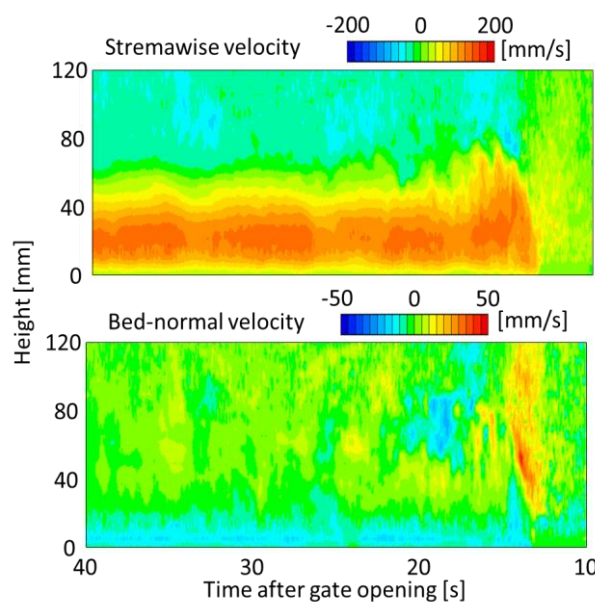 -200 0 200
Stremawise velocity [mm/s]
120
80
40
0
Height [mm]
-50 0 50
Bed-normal velocity [mm/s]
120
80
40
0
40 30 20 10
Time after gate opening [s]